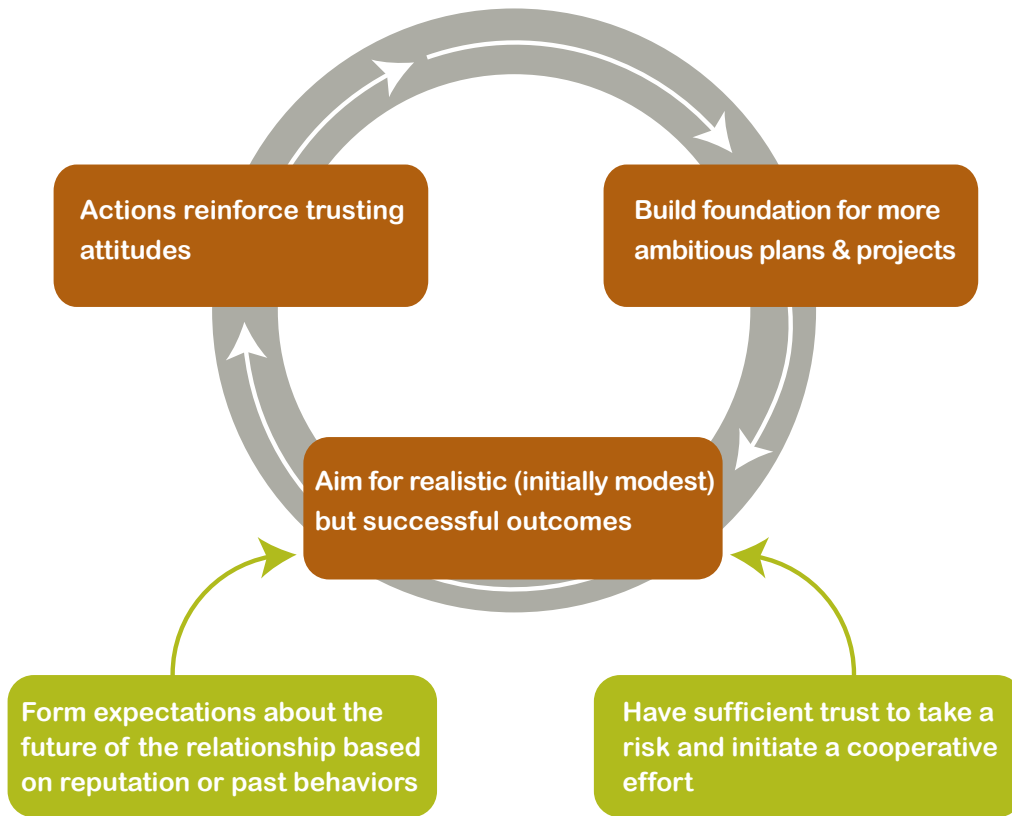 Actions reinforce trusting
attitudes
Build foundation for more
ambitious plans & projects
Aim for realistic (initially modest)
but successful outcomes
Form expectations about the
future of the relationship based
on reputation or past behaviors
Have sufficient trust to take a
risk and initiate a cooperative
effort